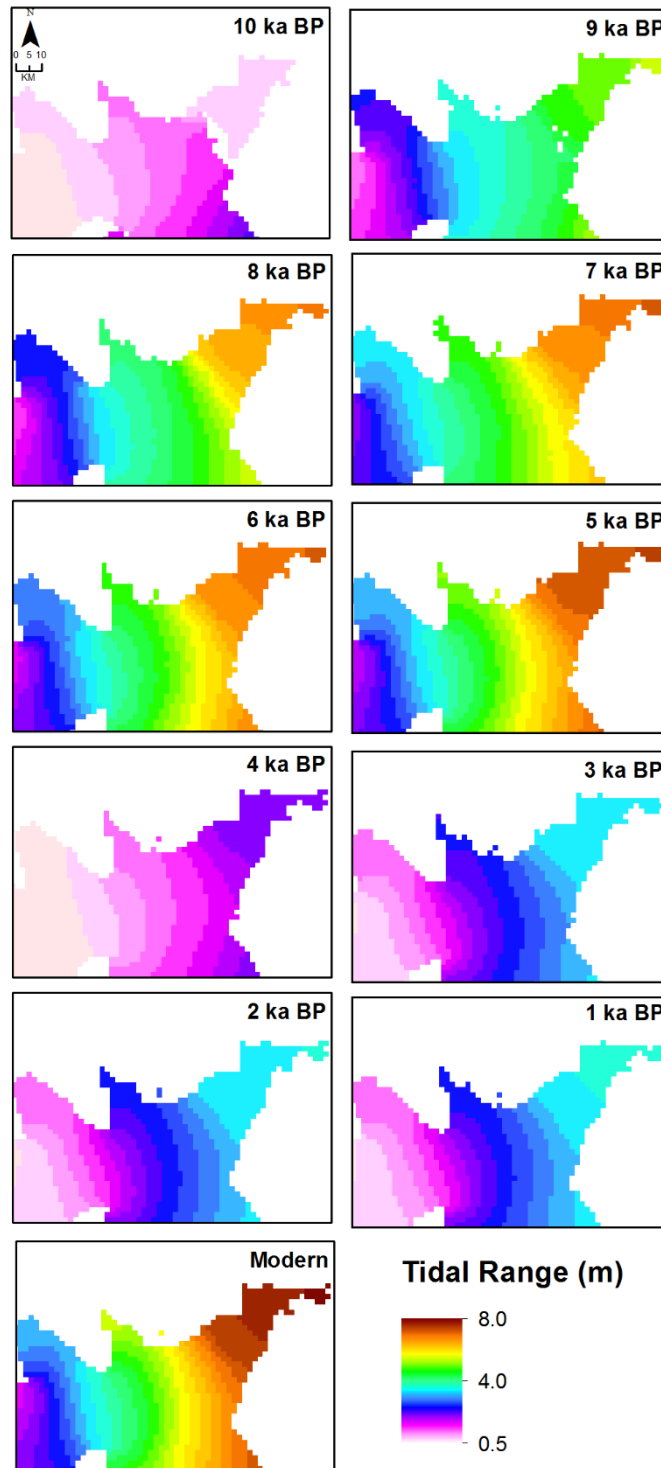 N
0 5 10
KM
10 ka BP
9 ka BP
8 ka BP
7 ka BP
6 ka BP
5 ka BP
4 ka BP
3 ka BP
2 ka BP
1 ka BP
Modern
Tidal Range (m)
8.0
4.0
0.5